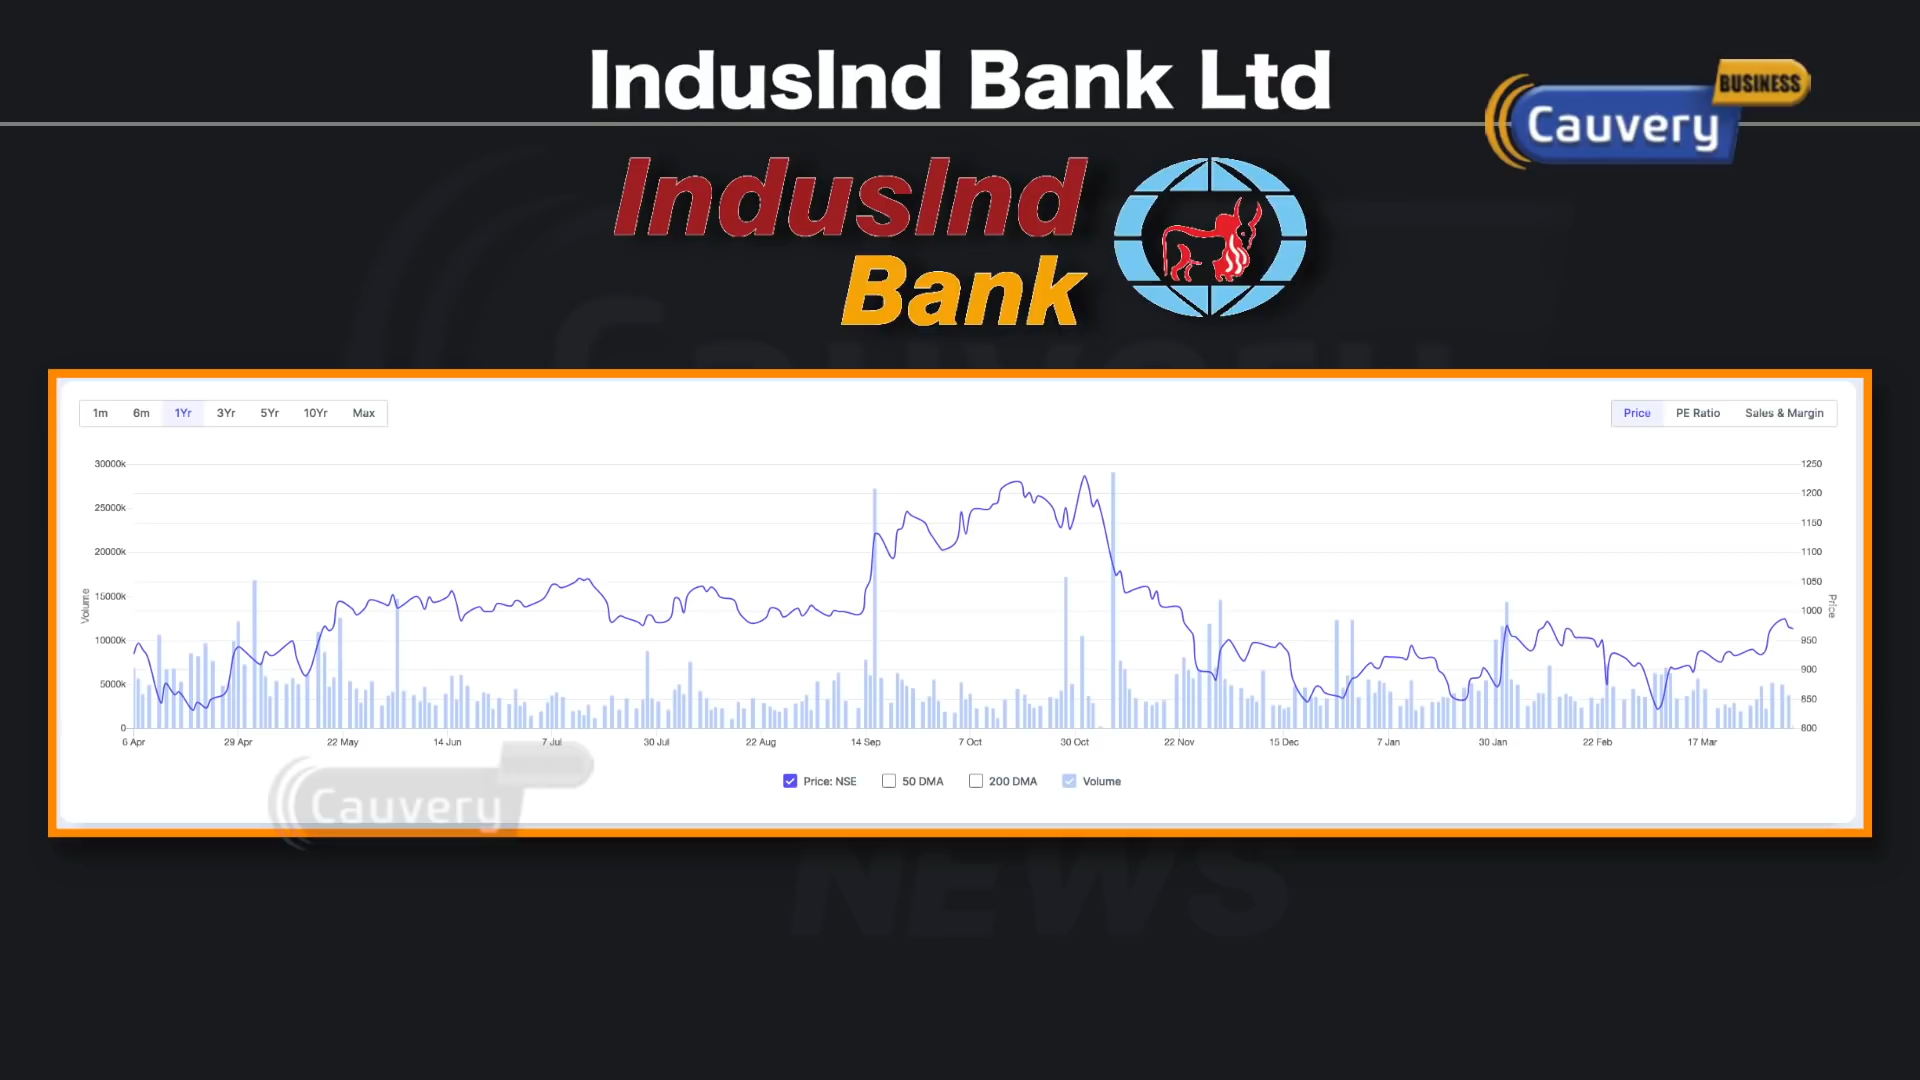 IndusInd Bank Ltd
BUSINESS
Cauvery
IndusInd
Bank
1m 6m 1Yr 3Yr 5Yr 10Yr Max
Price PE Ratio Sales & Margin
30000k 1250
1200
25000k
1150
20000k 1100
1050
15000k
1000
Volume Price
10000k 950
900
5000k
850
0 800
6 Apr 29 Apr 22 May 14 Jun 7 Jul 30 Jul 22 Aug 14 Sep 7 Oct 30 Oct 22 Nov 15 Dec 7 Jan 30 Jan 22 Feb 17 Mar
Price: NSE 50 DMA 200 DMA Volume
Cauvery
NEWS